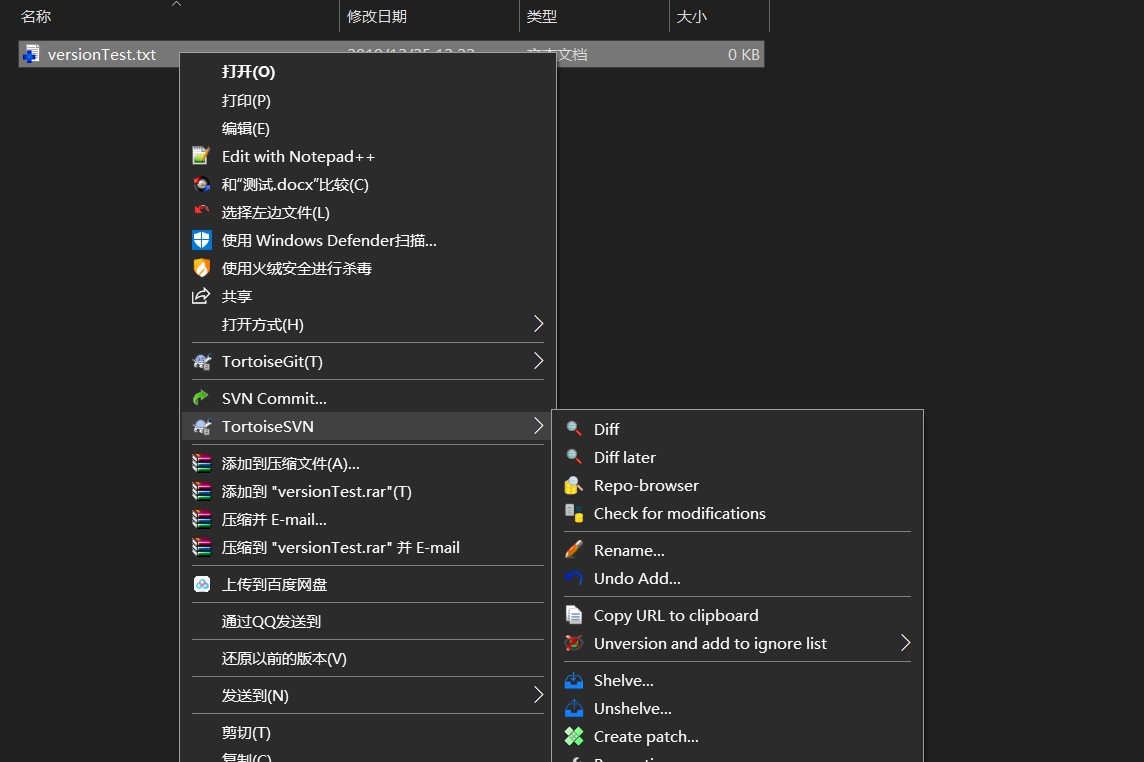 名称 修改日期 类型 大小
versionTest.txt 文本文档 0 KB
打开(O)
打印(P)
编辑(E)
Edit with Notepad++
和"测试.docx"比较(C)
选择左边文件(L)
使用 Windows Defender扫描...
使用火绒安全进行杀毒
共享
打开方式(H)
TortoiseGit(T)
SVN Commit...
TortoiseSVN
添加到压缩文件(A)...
添加到 "versionTest.rar"(T)
压缩并 E-mail...
压缩到 "versionTest.rar" 并 E-mail
上传到百度网盘
通过QQ发送到
还原以前的版本(V)
发送到(N)
剪切(T)
复制(C)
Diff
Diff later
Repo-browser
Check for modifications
Rename...
Undo Add...
Copy URL to clipboard
Unversion and add to ignore list
Shelve...
Unshelve...
Create patch...